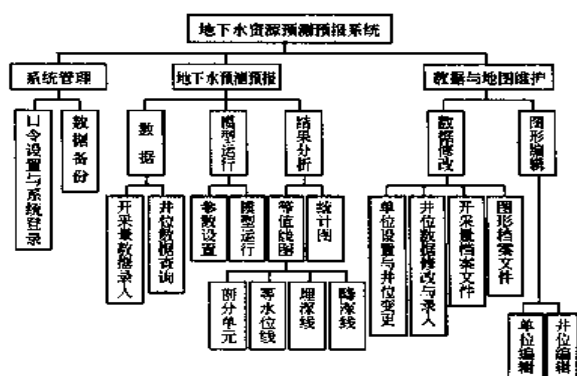 地下水资源预测预报系统
系统管理
地下水预测预报
数据与地图维护
口令设置与系统登录
数据备份
数据
模型运行
结果分析
数据修改
图形编辑
开采量数据录入
井位数据查询
参数设置
模型运行
等值线图
统计图
单位设置与井位变更
井位数据修改与录入
开采量档案文件
图形档案文件
剖分单元
等水位线
埋深线
降深线
单位编辑
井位编辑